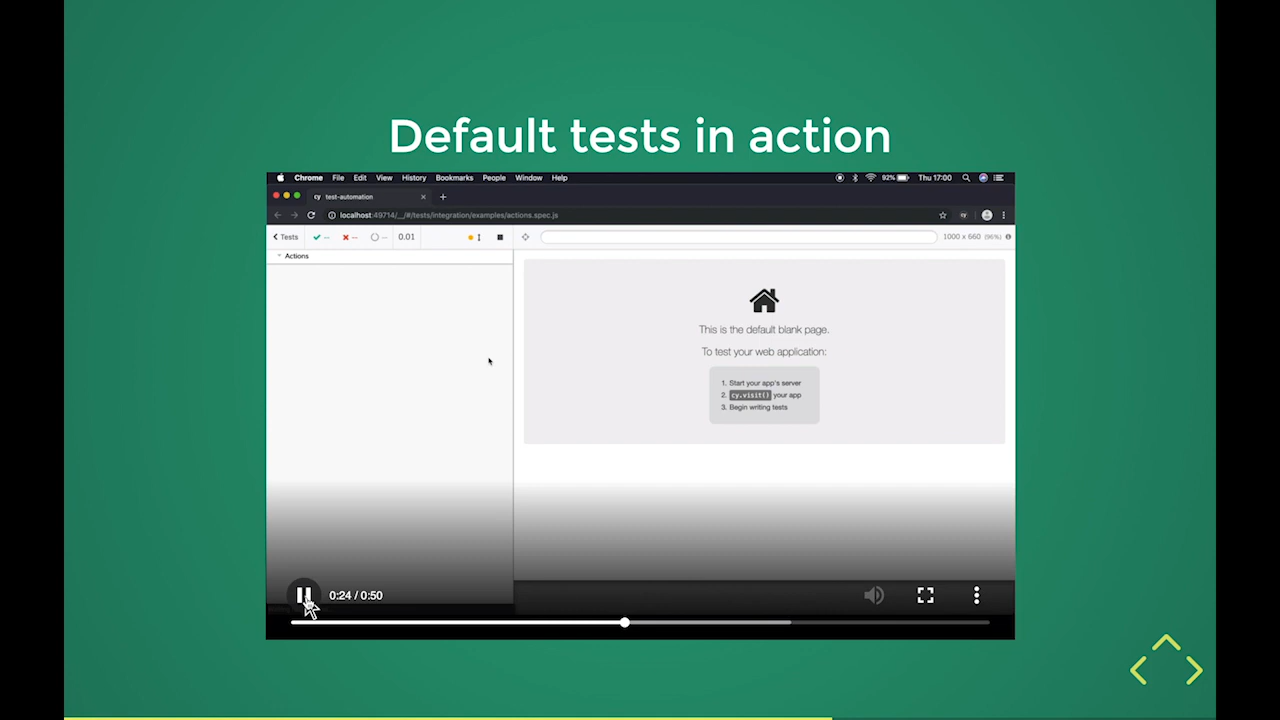 Default tests in action
Chrome File Edit View History Bookmarks People Window Help 92% Thu 17:00
cy test-automation
localhost:49714/__/#/tests/integration/examples/actions.spec.js cy
Tests -- -- -- 0.01 1000 x 660 (96%)
Actions
This is the default blank page.
To test your web application:
1. Start your app's server
2. cy.visit() your app
3. Begin writing tests
0:24 / 0:50